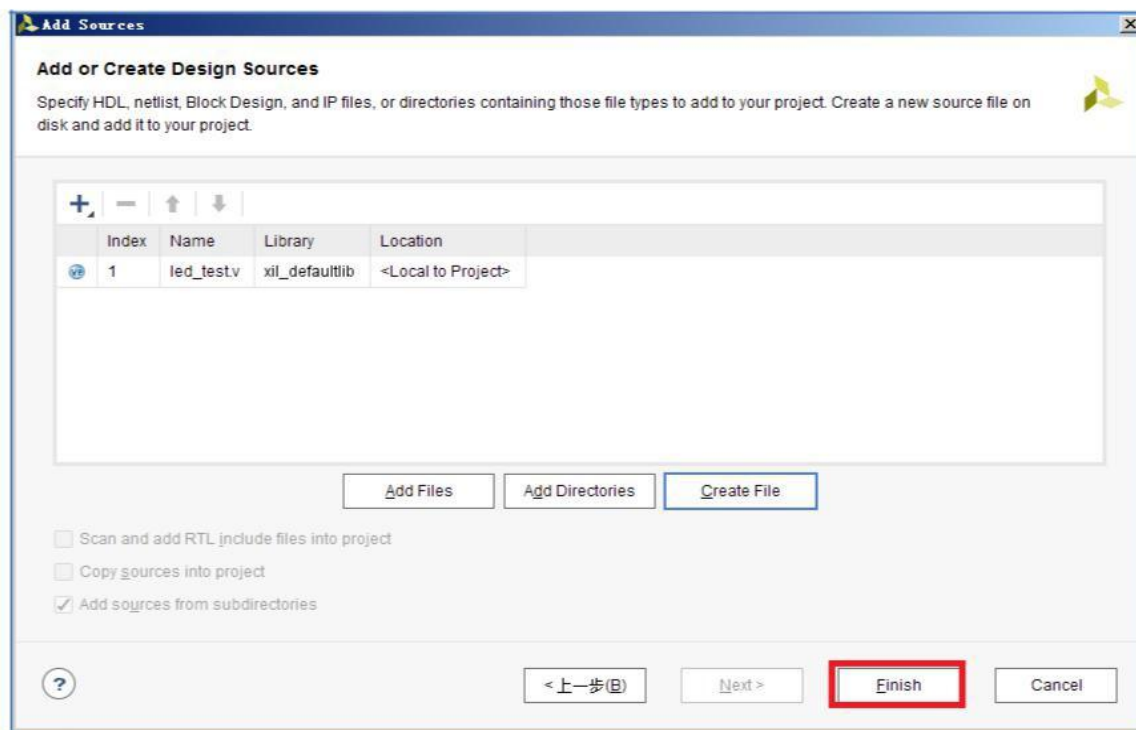 Add Sources
Add or Create Design Sources
Specify HDL, netlist, Block Design, and IP files, or directories containing those file types to add to your project. Create a new source file on
disk and add it to your project.
Index Name Library Location
1 led_test.v xil_defaultlib <Local to Project>
Add Files Add Directories Create File
Scan and add RTL include files into project
Copy sources into project
Add sources from subdirectories
? <上一步(B) Next > Finish Cancel